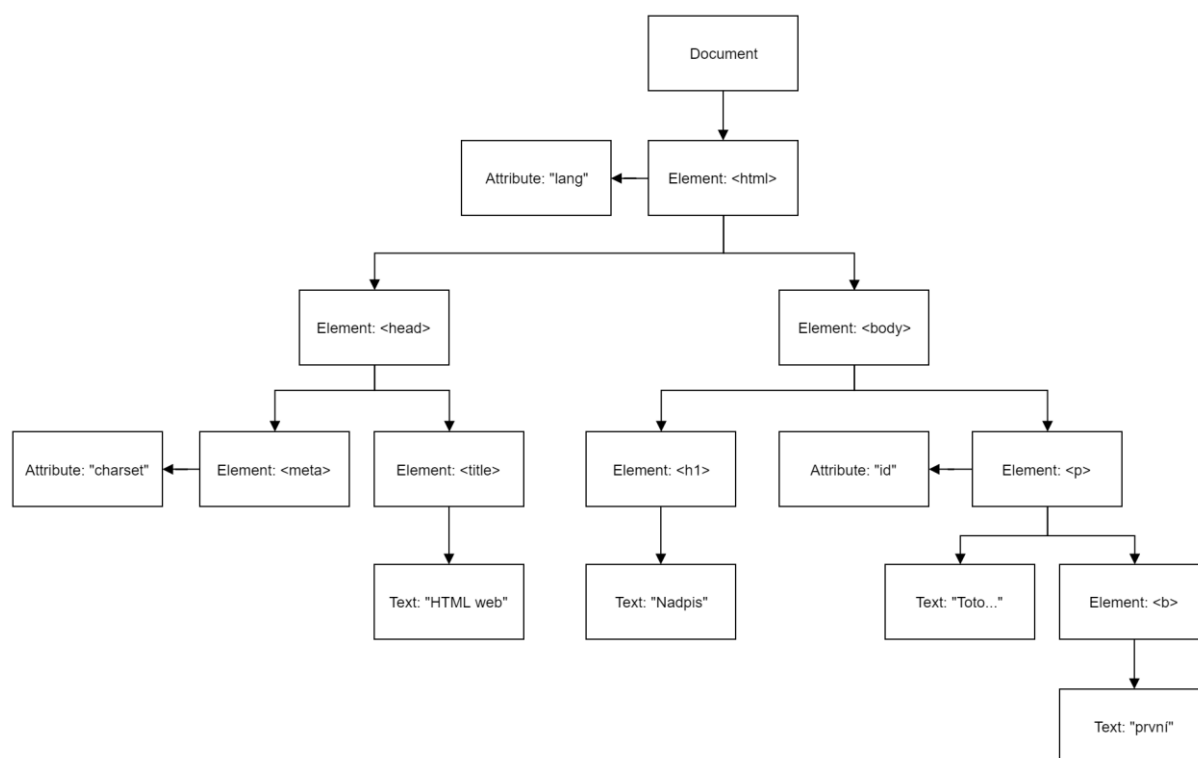 Document
Attribute: "lang"
Element: <html>
Element: <head>
Element: <body>
Attribute: "charset"
Element: <meta>
Element: <title>
Element: <h1>
Attribute: "id"
Element: <p>
Text: "HTML web"
Text: "Nadpis"
Text: "Toto..."
Element: <b>
Text: "první"